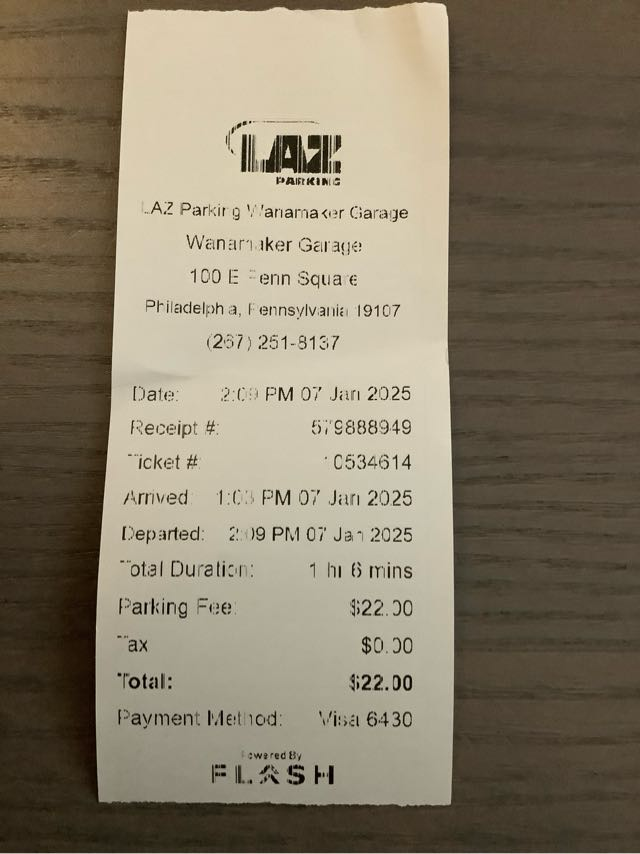 LAZ
PARKING
LAZ Parking Wanamaker Garage
Wanamaker Garage
100 E Penn Square
Philadelphia, Pennsylvania 19107
(267) 251-8137
Date: 2:09 PM 07 Jan 2025
Receipt #: 579888949
Ticket #: 10534614
Arrived: 1:03 PM 07 Jan 2025
Departed: 2:09 PM 07 Jan 2025
Total Duration: 1 hr 6 mins
Parking Fee: $22.00
Tax $0.00
Total: $22.00
Payment Method: Visa 6430
Powered By
FLASH